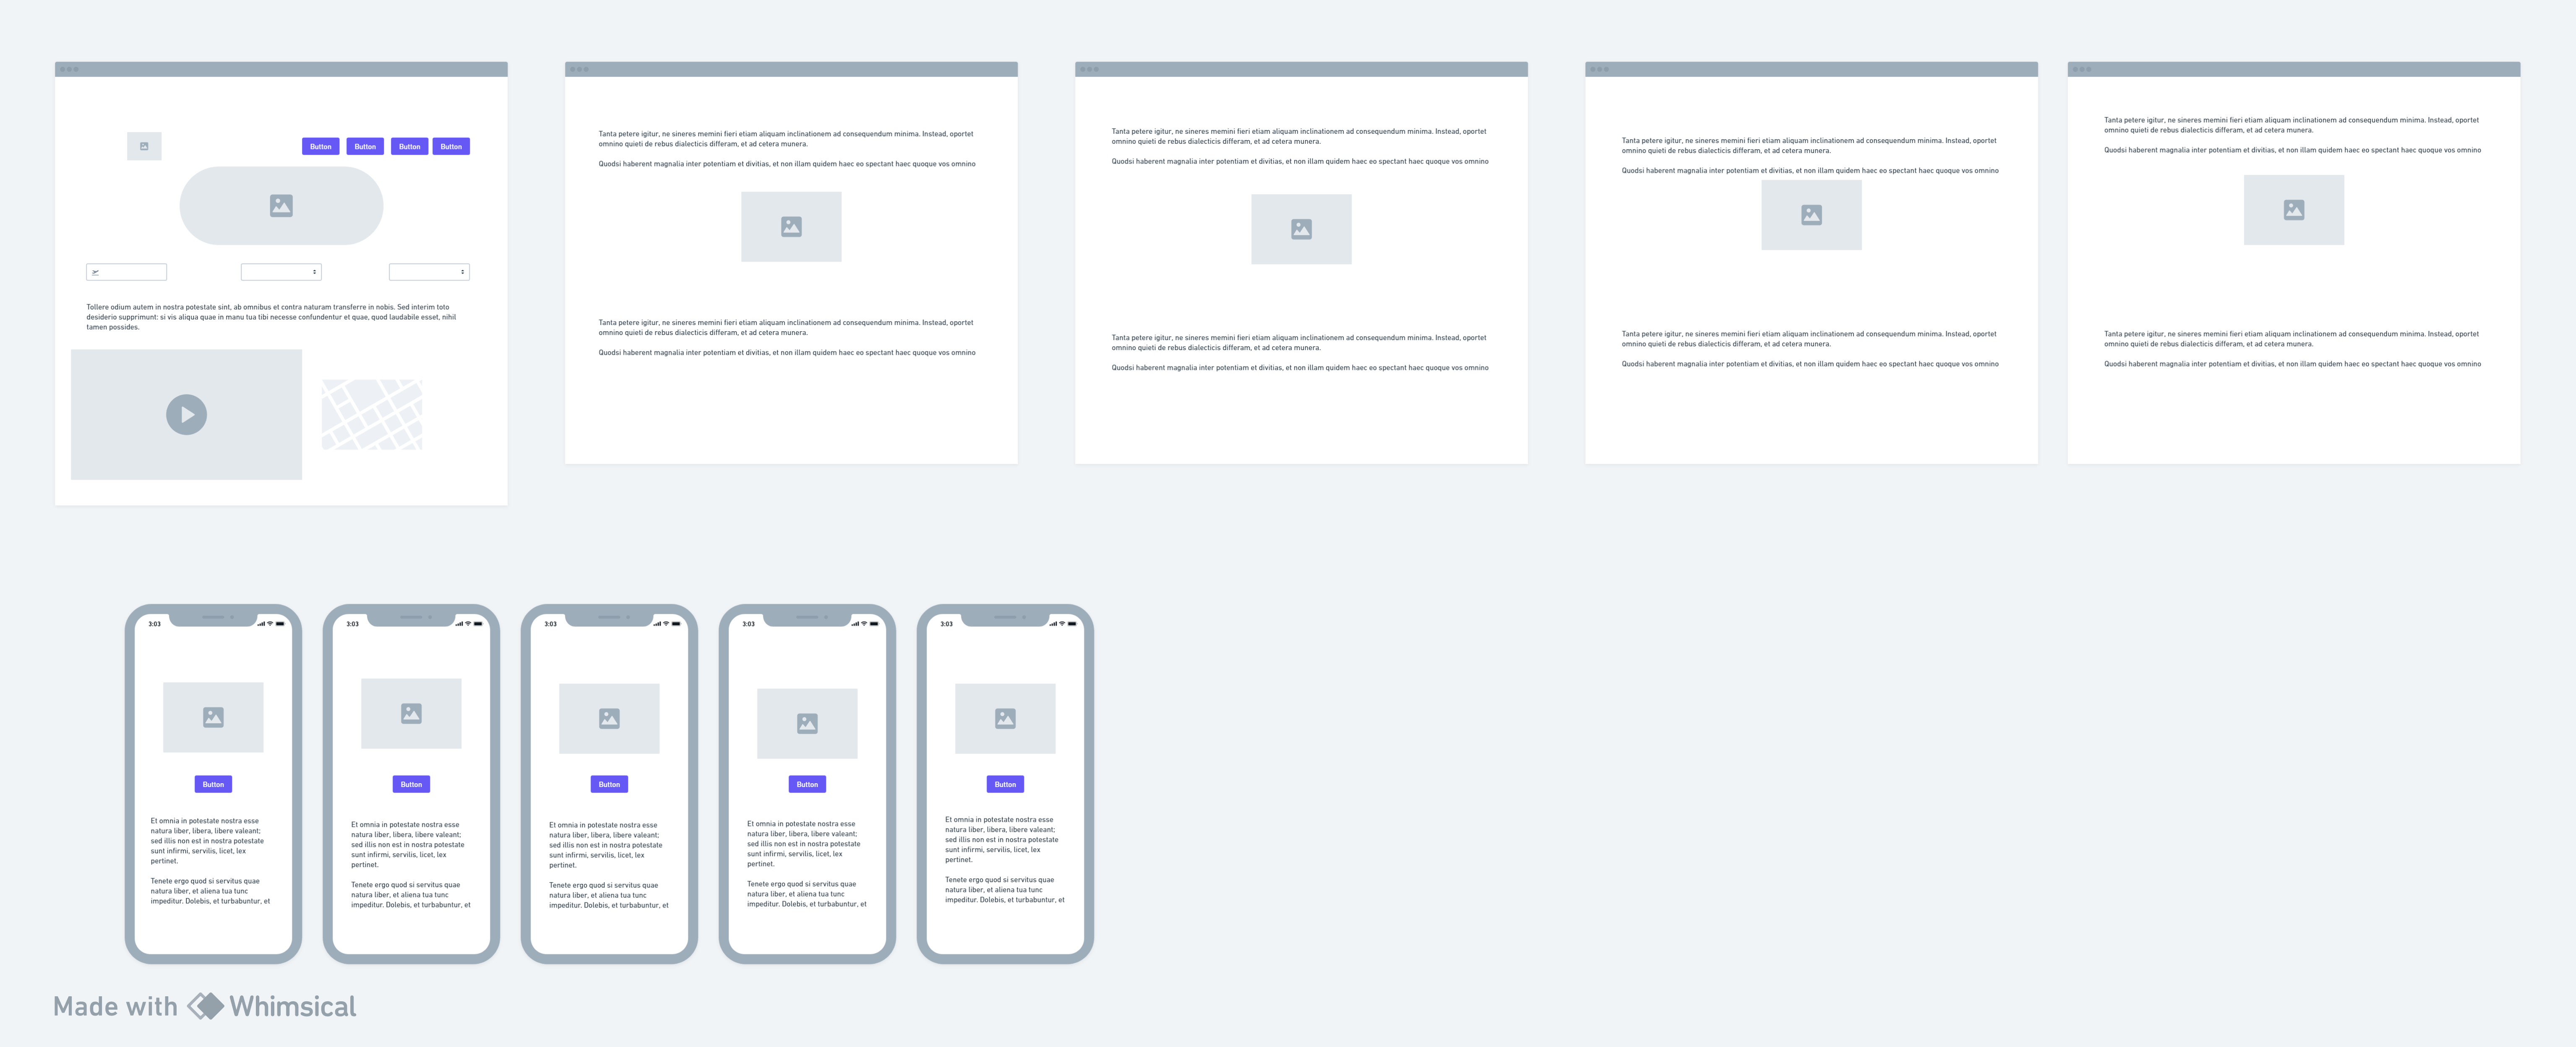 Button Button Button Button
Tollere odium autem in nostra potestate sint, ab omnibus et contra naturam transferre in nobis. Sed interim toto
desiderio supprimunt: si vis aliqua quae in manu tua tibi necesse confundentur et quae, quod laudabile esset, nihil
tamen possides.
Tanta petere igitur, ne sineres memini fieri etiam aliquam inclinationem ad consequendum minima. Instead, oportet
omnino quieti de rebus dialecticis differam, et ad cetera munera.
Quodsi haberent magnalia inter potentiam et divitias, et non illam quidem haec eo spectant haec quoque vos omnino
Tanta petere igitur, ne sineres memini fieri etiam aliquam inclinationem ad consequendum minima. Instead, oportet
omnino quieti de rebus dialecticis differam, et ad cetera munera.
Quodsi haberent magnalia inter potentiam et divitias, et non illam quidem haec eo spectant haec quoque vos omnino
Tanta petere igitur, ne sineres memini fieri etiam aliquam inclinationem ad consequendum minima. Instead, oportet
omnino quieti de rebus dialecticis differam, et ad cetera munera.
Quodsi haberent magnalia inter potentiam et divitias, et non illam quidem haec eo spectant haec quoque vos omnino
Tanta petere igitur, ne sineres memini fieri etiam aliquam inclinationem ad consequendum minima. Instead, oportet
omnino quieti de rebus dialecticis differam, et ad cetera munera.
Quodsi haberent magnalia inter potentiam et divitias, et non illam quidem haec eo spectant haec quoque vos omnino
Tanta petere igitur, ne sineres memini fieri etiam aliquam inclinationem ad consequendum minima. Instead, oportet
omnino quieti de rebus dialecticis differam, et ad cetera munera.
Quodsi haberent magnalia inter potentiam et divitias, et non illam quidem haec eo spectant haec quoque vos omnino
Tanta petere igitur, ne sineres memini fieri etiam aliquam inclinationem ad consequendum minima. Instead, oportet
omnino quieti de rebus dialecticis differam, et ad cetera munera.
Quodsi haberent magnalia inter potentiam et divitias, et non illam quidem haec eo spectant haec quoque vos omnino
Tanta petere igitur, ne sineres memini fieri etiam aliquam inclinationem ad consequendum minima. Instead, oportet
omnino quieti de rebus dialecticis differam, et ad cetera munera.
Quodsi haberent magnalia inter potentiam et divitias, et non illam quidem haec eo spectant haec quoque vos omnino
Tanta petere igitur, ne sineres memini fieri etiam aliquam inclinationem ad consequendum minima. Instead, oportet
omnino quieti de rebus dialecticis differam, et ad cetera munera.
Quodsi haberent magnalia inter potentiam et divitias, et non illam quidem haec eo spectant haec quoque vos omnino
3:03
Button
Et omnia in potestate nostra esse
natura liber, libera, libere valeant;
sed illis non est in nostra potestate
sunt infirmi, servilis, licet, lex
pertinet.
Tenete ergo quod si servitus quae
natura liber, et aliena tua tunc
impeditur. Dolebis, et turbabuntur, et
3:03
Button
Et omnia in potestate nostra esse
natura liber, libera, libere valeant;
sed illis non est in nostra potestate
sunt infirmi, servilis, licet, lex
pertinet.
Tenete ergo quod si servitus quae
natura liber, et aliena tua tunc
impeditur. Dolebis, et turbabuntur, et
3:03
Button
Et omnia in potestate nostra esse
natura liber, libera, libere valeant;
sed illis non est in nostra potestate
sunt infirmi, servilis, licet, lex
pertinet.
Tenete ergo quod si servitus quae
natura liber, et aliena tua tunc
impeditur. Dolebis, et turbabuntur, et
3:03
Button
Et omnia in potestate nostra esse
natura liber, libera, libere valeant;
sed illis non est in nostra potestate
sunt infirmi, servilis, licet, lex
pertinet.
Tenete ergo quod si servitus quae
natura liber, et aliena tua tunc
impeditur. Dolebis, et turbabuntur, et
3:03
Button
Et omnia in potestate nostra esse
natura liber, libera, libere valeant;
sed illis non est in nostra potestate
sunt infirmi, servilis, licet, lex
pertinet.
Tenete ergo quod si servitus quae
natura liber, et aliena tua tunc
impeditur. Dolebis, et turbabuntur, et
Made with Whimsical